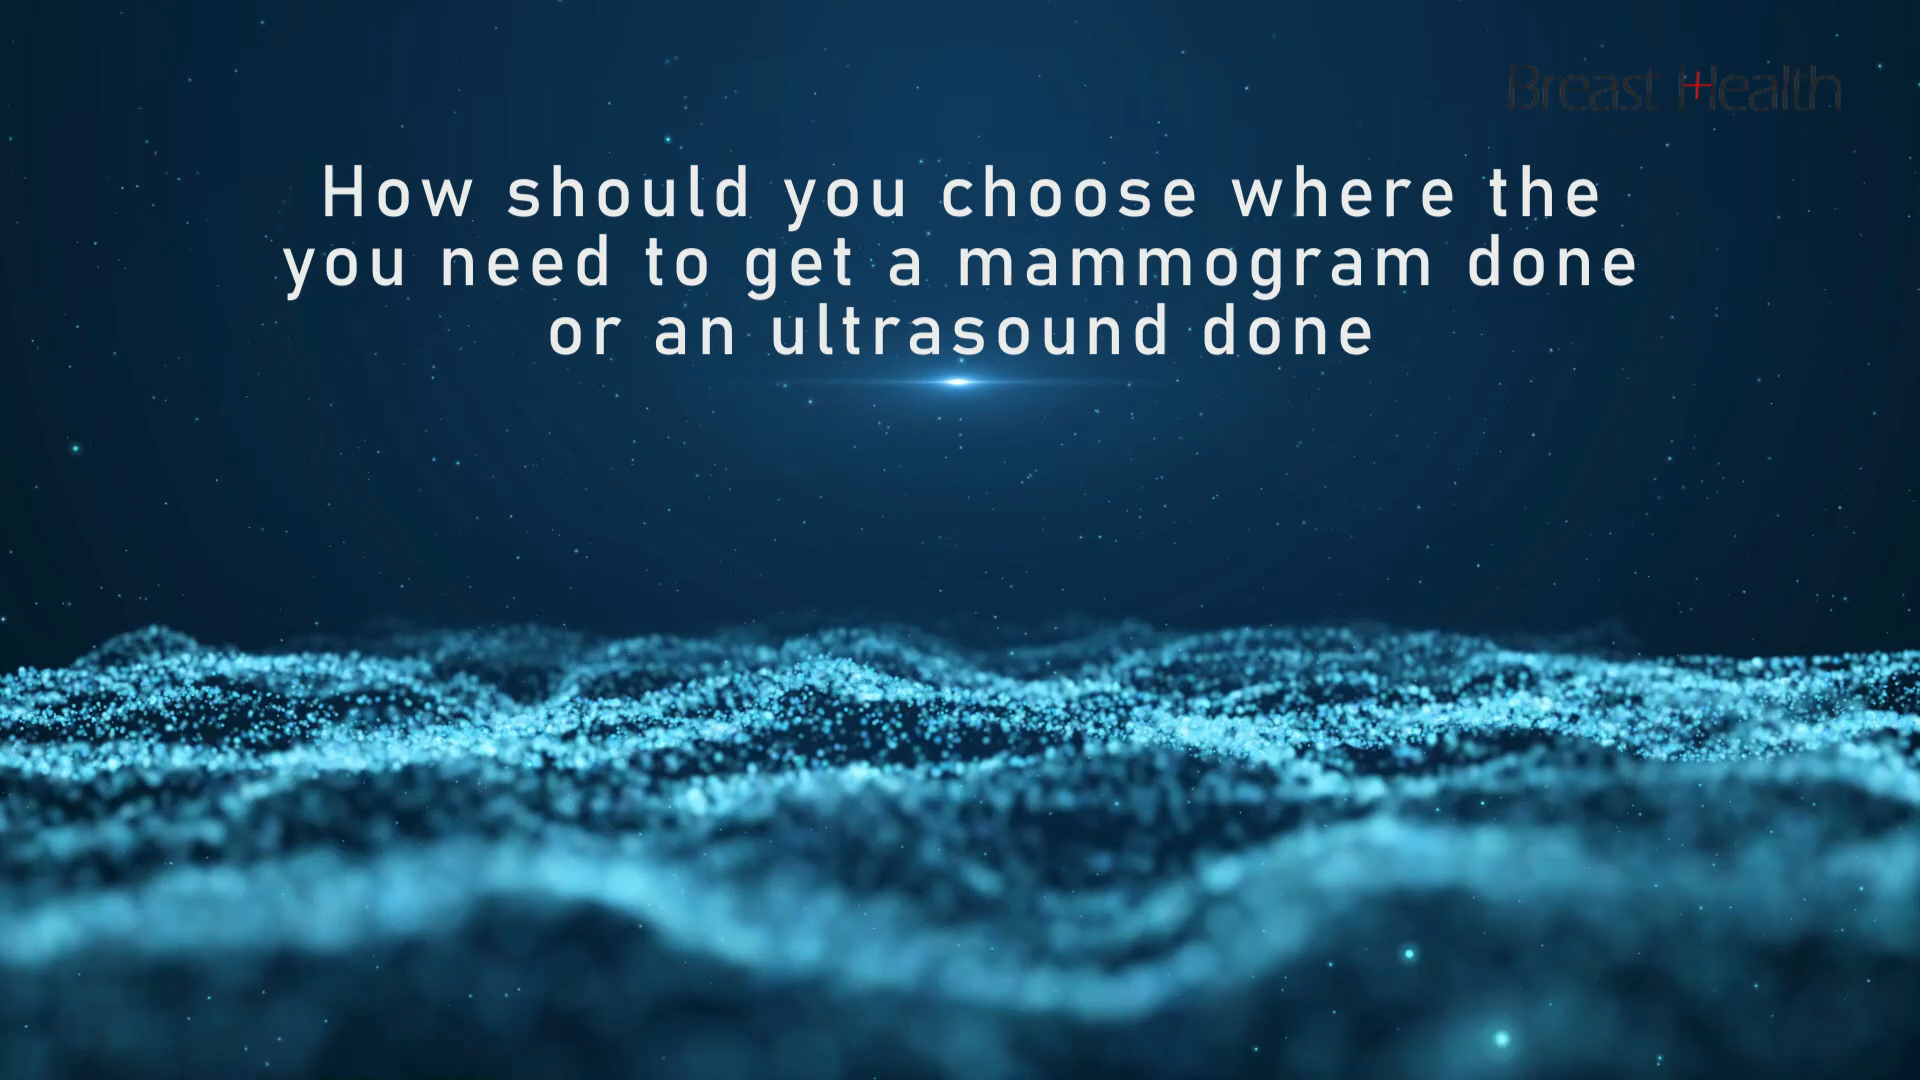 Breast Health
How should you choose where the
you need to get a mammogram done
or an ultrasound done